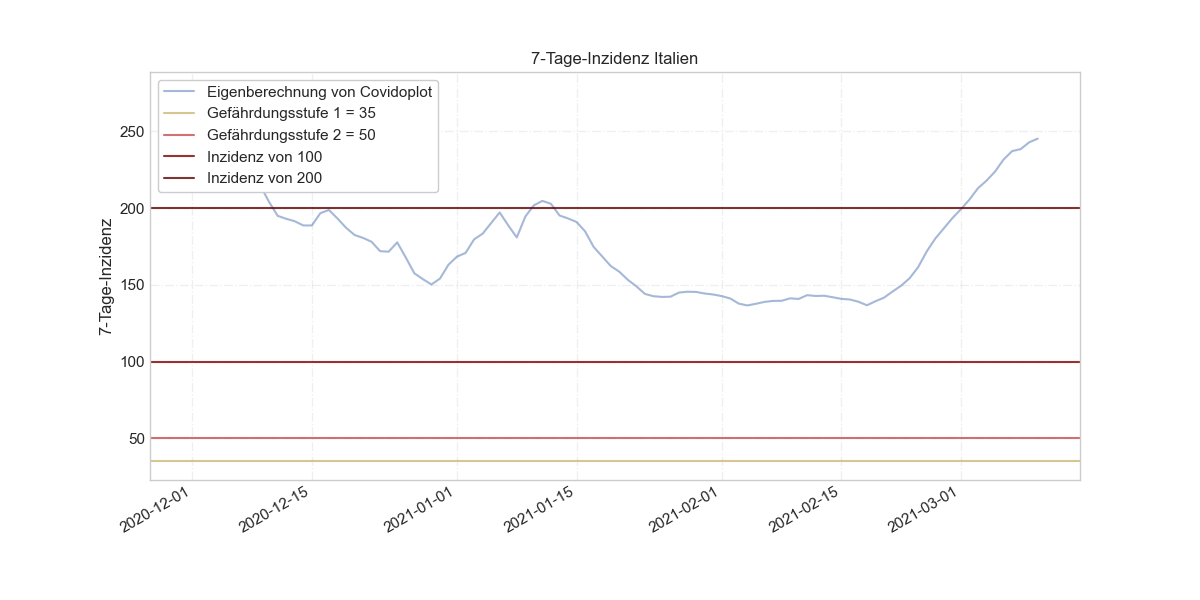 7-Tage-Inzidenz Italien
Eigenberechnung von Covidoplot
Gefährdungsstufe 1 = 35
Gefährdungsstufe 2 = 50
Inzidenz von 100
Inzidenz von 200
7-Tage-Inzidenz
250
200
150
100
50
2020-12-01
2020-12-15
2021-01-01
2021-01-15
2021-02-01
2021-02-15
2021-03-01